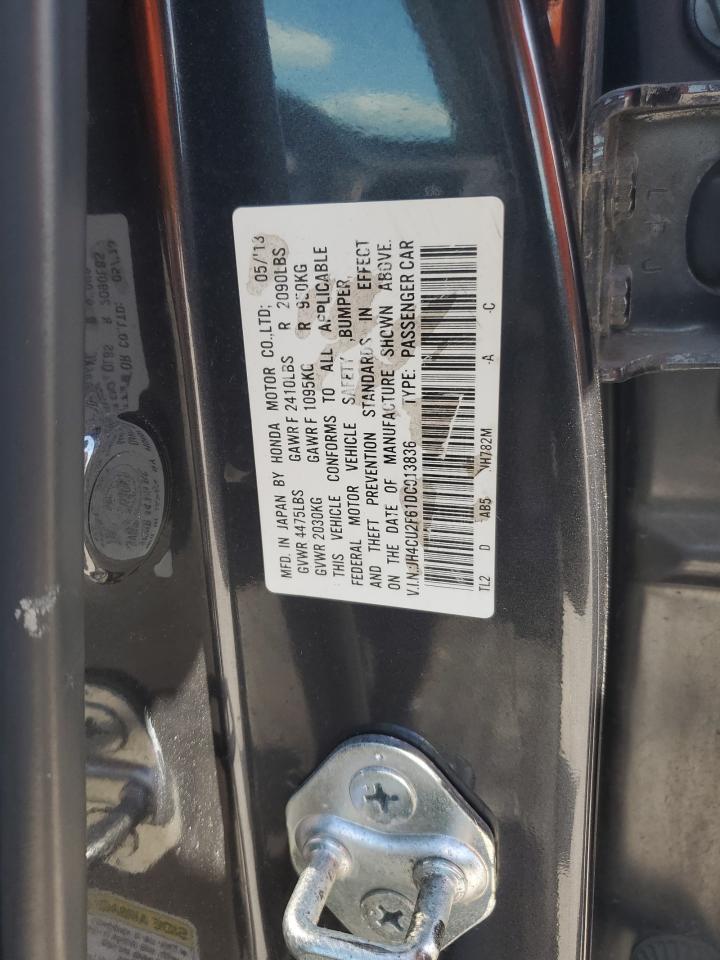 MFD. IN JAPAN BY HONDA MOTOR CO.,LTD; 05/'13
GVWR 4475LBS GAWR F 2410LBS R 2090LBS
GVWR 2030KG GAWR F 1095KG R 950KG
THIS VEHICLE CONFORMS TO ALL APPLICABLE
FEDERAL MOTOR VEHICLE SAFETY ,BUMPER,
AND THEFT PREVENTION STANDARDS IN EFFECT
ON THE DATE OF MANUFACTURE SHOWN ABOVE.
V.I.N.:JH4CU2F61DC013836 TYPE: PASSENGER CAR
TL2 D AB5 NH782M -A -C
SIDE AIRBAG